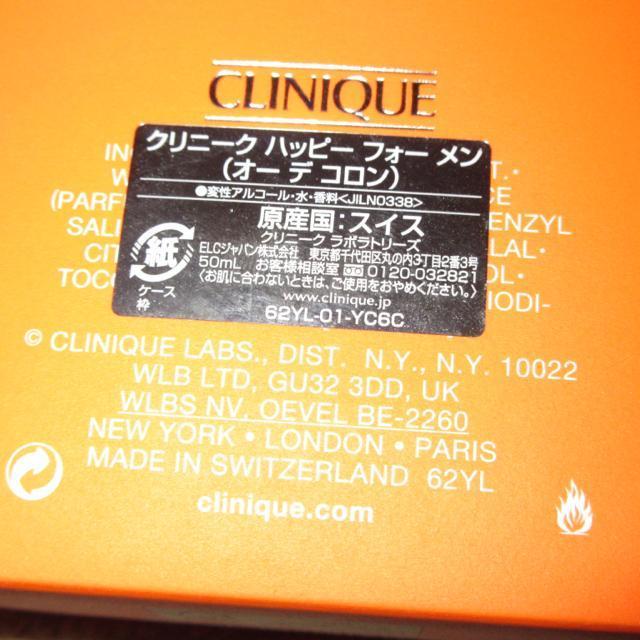 CLINIQUE
クリニーク ハッピー フォー メン
(オー デ コロン)
●変性アルコール・水・香料<JILN0338>
原産国:スイス
クリニーク ラボラトリーズ
ELCジャパン株式会社 東京都千代田区丸の内3丁目2番3号
50mL お客様相談室 0120-032821
〈お肌に合わないときは、ご使用をおやめください。〉
www.clinique.jp
62YL-01-YC6C
紙
ケース
枠
© CLINIQUE LABS., DIST. N.Y., N.Y. 10022
WLB LTD, GU32 3DD, UK
WLBS NV. OEVEL BE-2260
NEW YORK • LONDON • PARIS
MADE IN SWITZERLAND 62YL
clinique.com